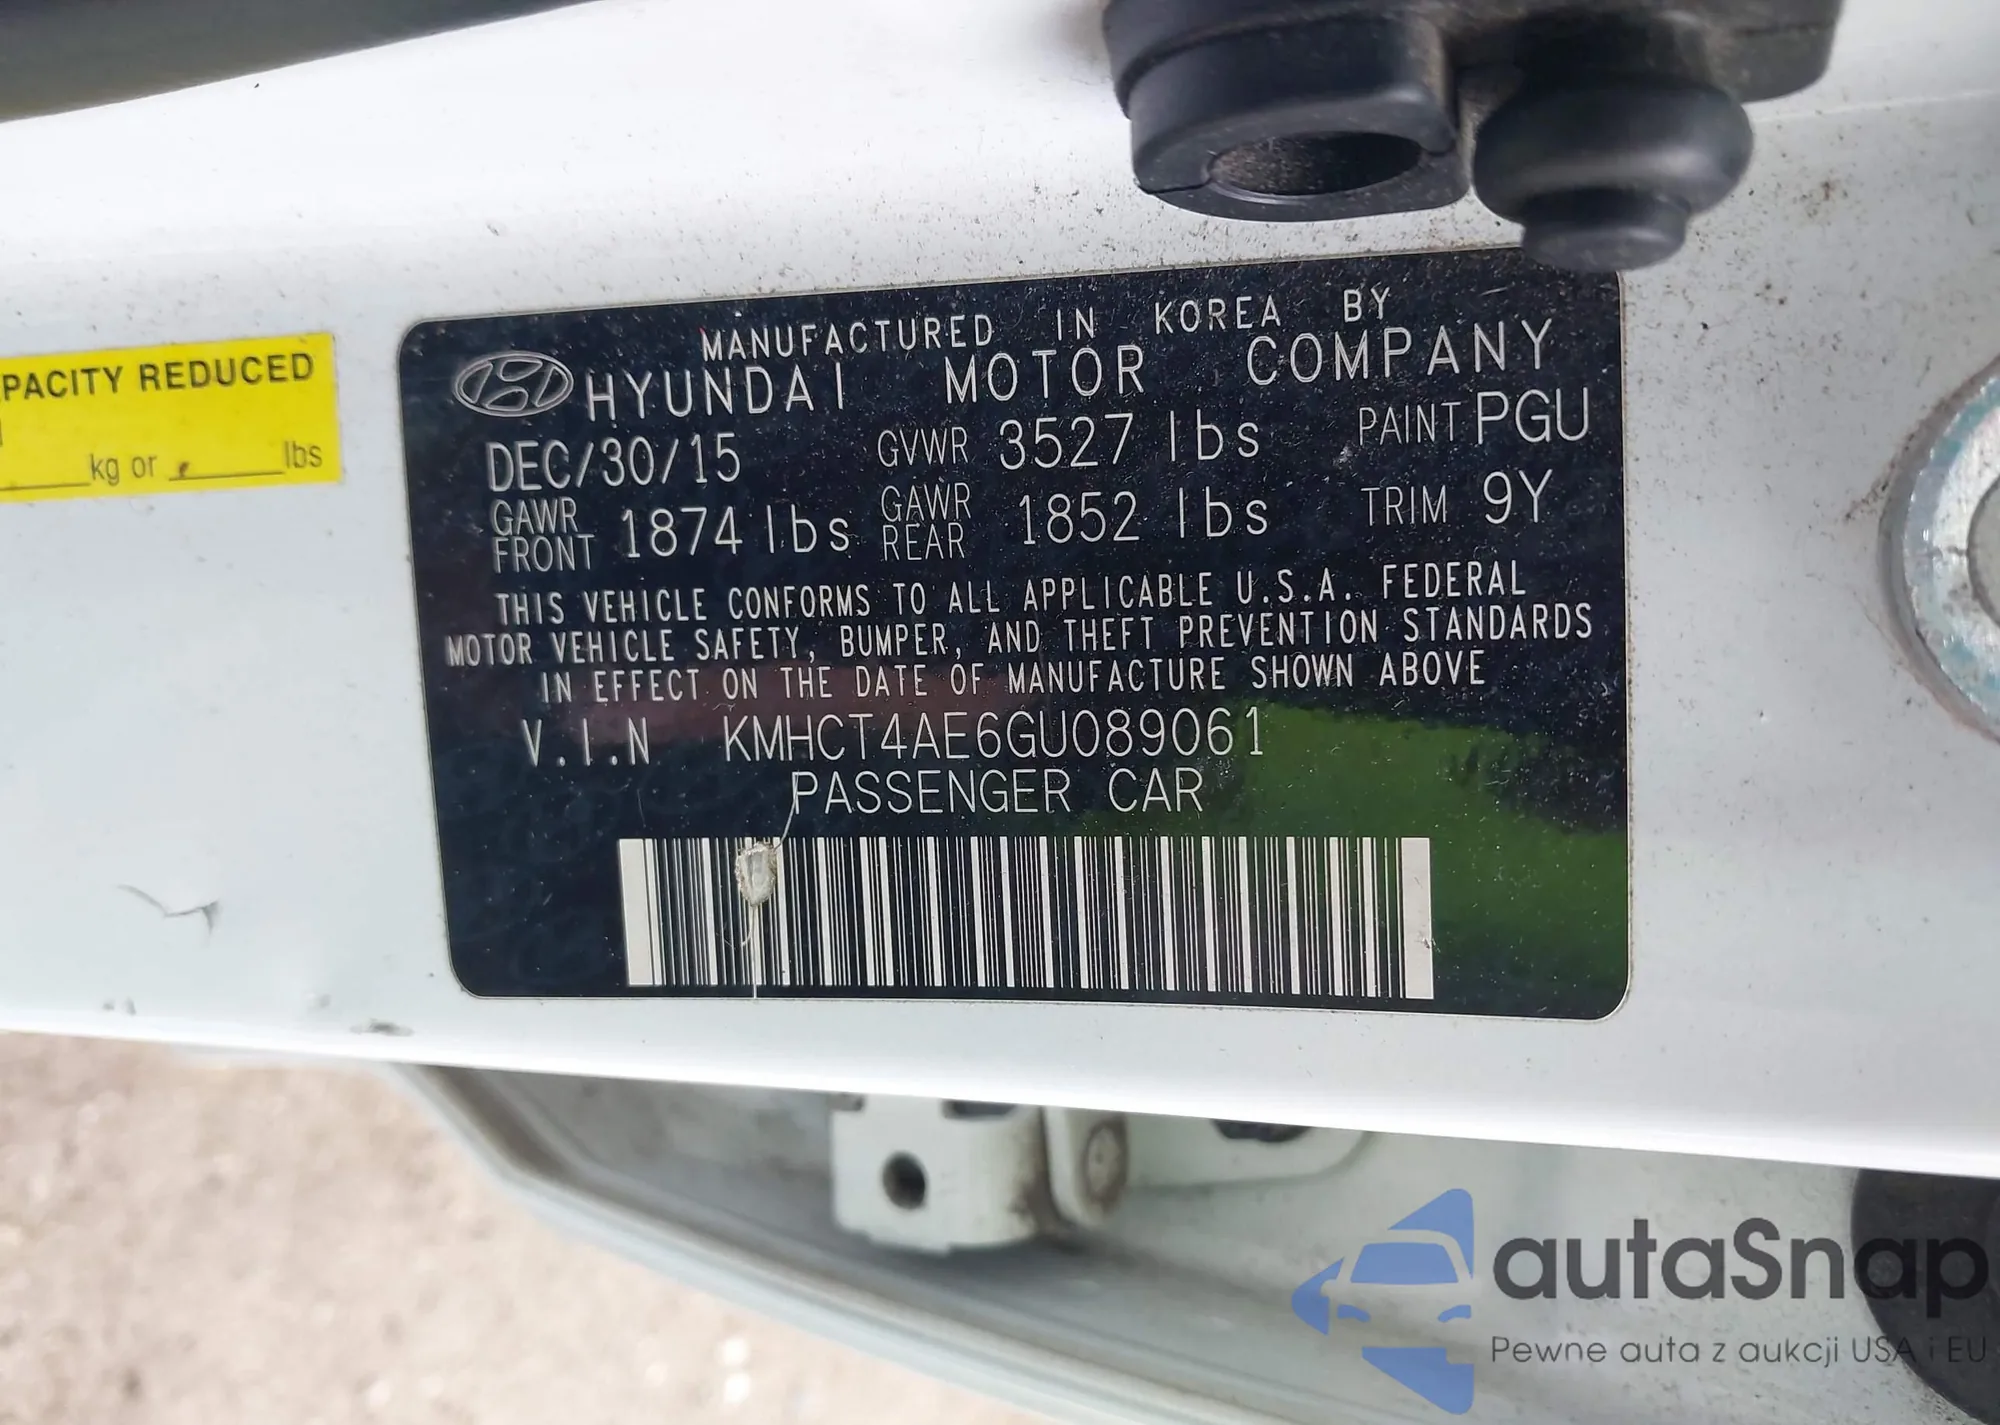 PACITY REDUCED
kg or lbs
MANUFACTURED IN KOREA BY
HYUNDAI MOTOR COMPANY
DEC/30/15 GVWR 3527 lbs PAINT PGU
GAWR FRONT 1874 lbs GAWR REAR 1852 lbs TRIM 9Y
THIS VEHICLE CONFORMS TO ALL APPLICABLE U.S.A. FEDERAL
MOTOR VEHICLE SAFETY, BUMPER, AND THEFT PREVENTION STANDARDS
IN EFFECT ON THE DATE OF MANUFACTURE SHOWN ABOVE
V.I.N KMHCT4AE6GU089061
PASSENGER CAR
autaSnap
Pewne auta z aukcji USA i EU